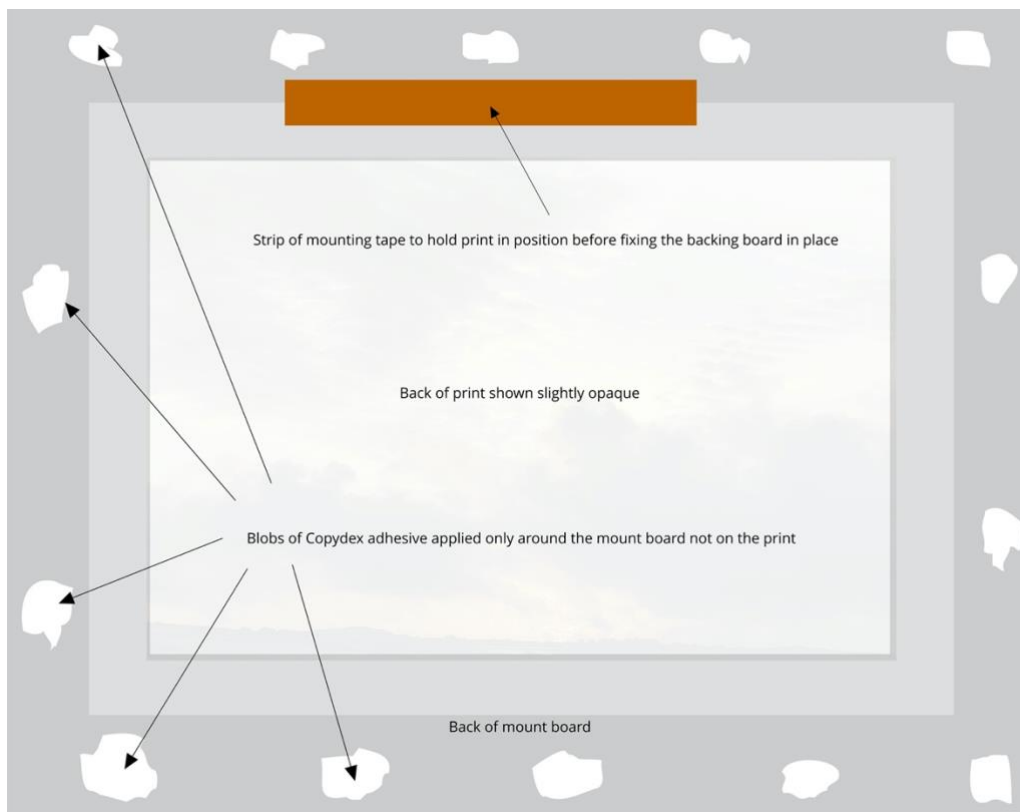 Strip of mounting tape to hold print in position before fixing the backing board in place
Back of print shown slightly opaque
Blobs of Copydex adhesive applied only around the mount board not on the print
Back of mount board